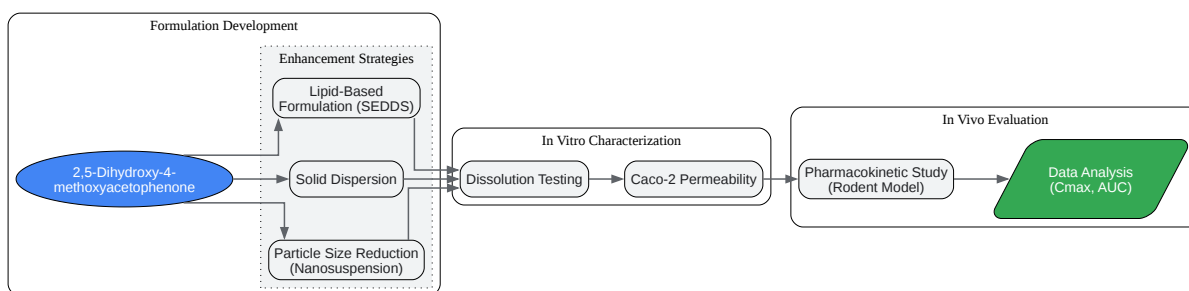 Formulation Development
Enhancement Strategies
Lipid-Based
Formulation (SEDDS)
2,5-Dihydroxy-4-
methoxyacetophenone
Solid Dispersion
Particle Size Reduction
(Nanosuspension)
In Vitro Characterization
Dissolution Testing
Caco-2 Permeability
In Vivo Evaluation
Pharmacokinetic Study
(Rodent Model)
Data Analysis
(Cmax, AUC)